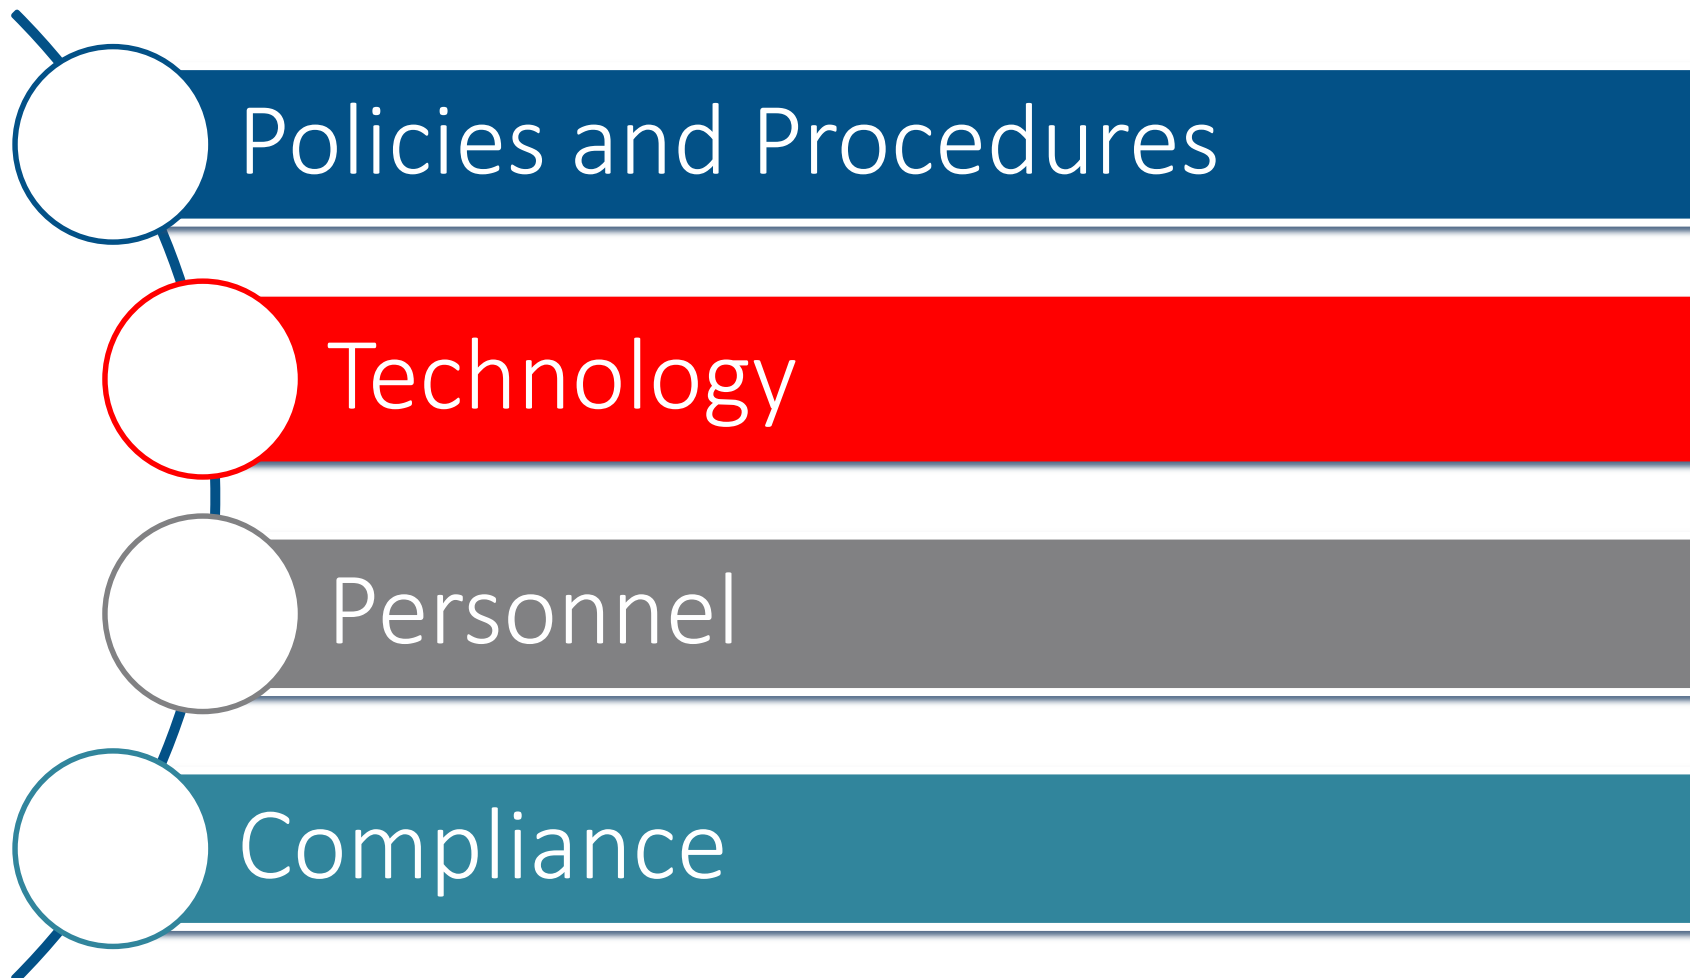 Policies and Procedures
Technology
Personnel
Compliance